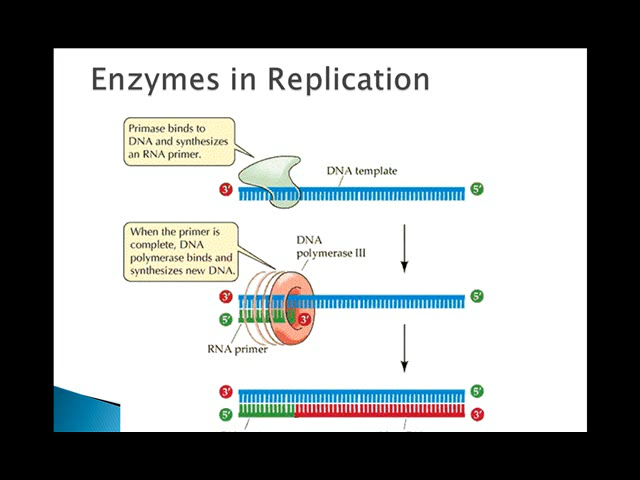 Enzymes in Replication
Primase binds to
DNA and synthesizes
an RNA primer.
DNA template
3′
5′
When the primer is
complete, DNA
polymerase binds and
synthesizes new DNA.
DNA
polymerase III
3′
5′
5′
3′
RNA primer
3′
5′
5′
3′